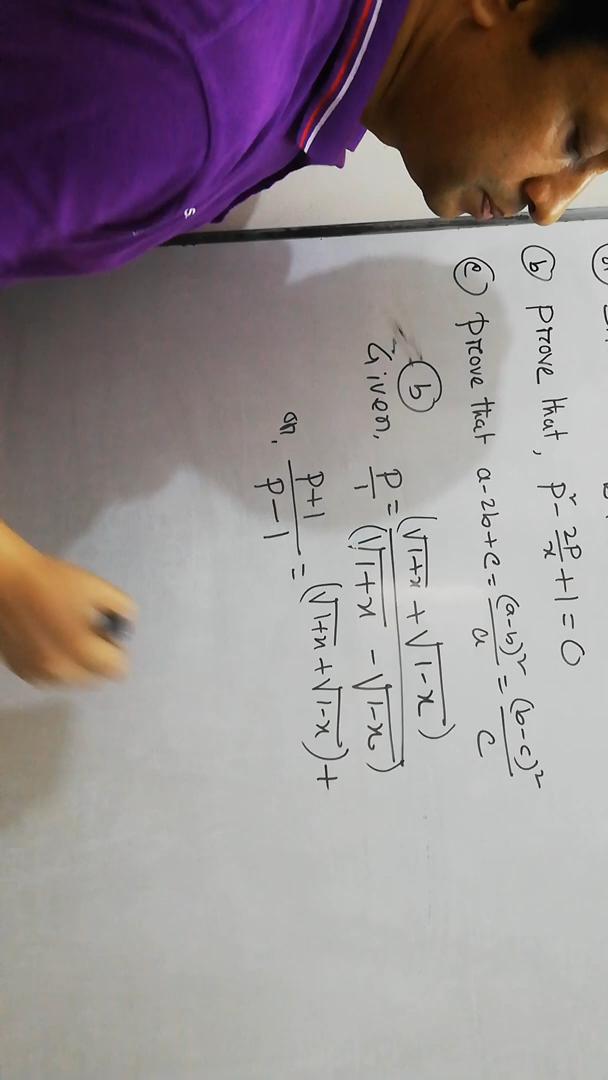 (b) Prove that, p² - 2p/x + 1 = 0
(c) Prove that a-2b+c = (a-b)²/a = (b-c)²/c
(b)
Given, p/1 = (√1+x + √1-x)/(√1+x - √1-x)
or, p+1/p-1 = (√1+x + √1-x) +